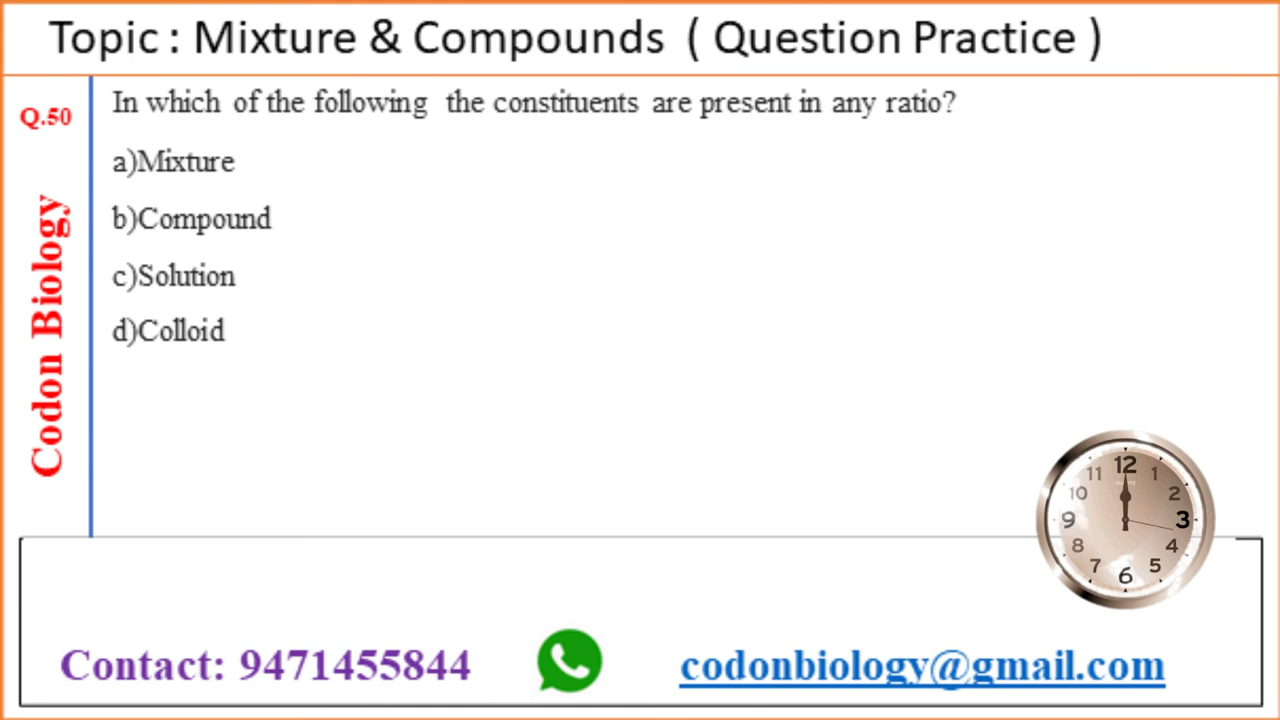 Topic : Mixture & Compounds ( Question Practice )
Q.50
In which of the following the constituents are present in any ratio?
a)Mixture
b)Compound
c)Solution
d)Colloid
Codon Biology
12
1
2
3
4
5
6
7
8
9
10
11
Contact: 9471455844
codonbiology@gmail.com